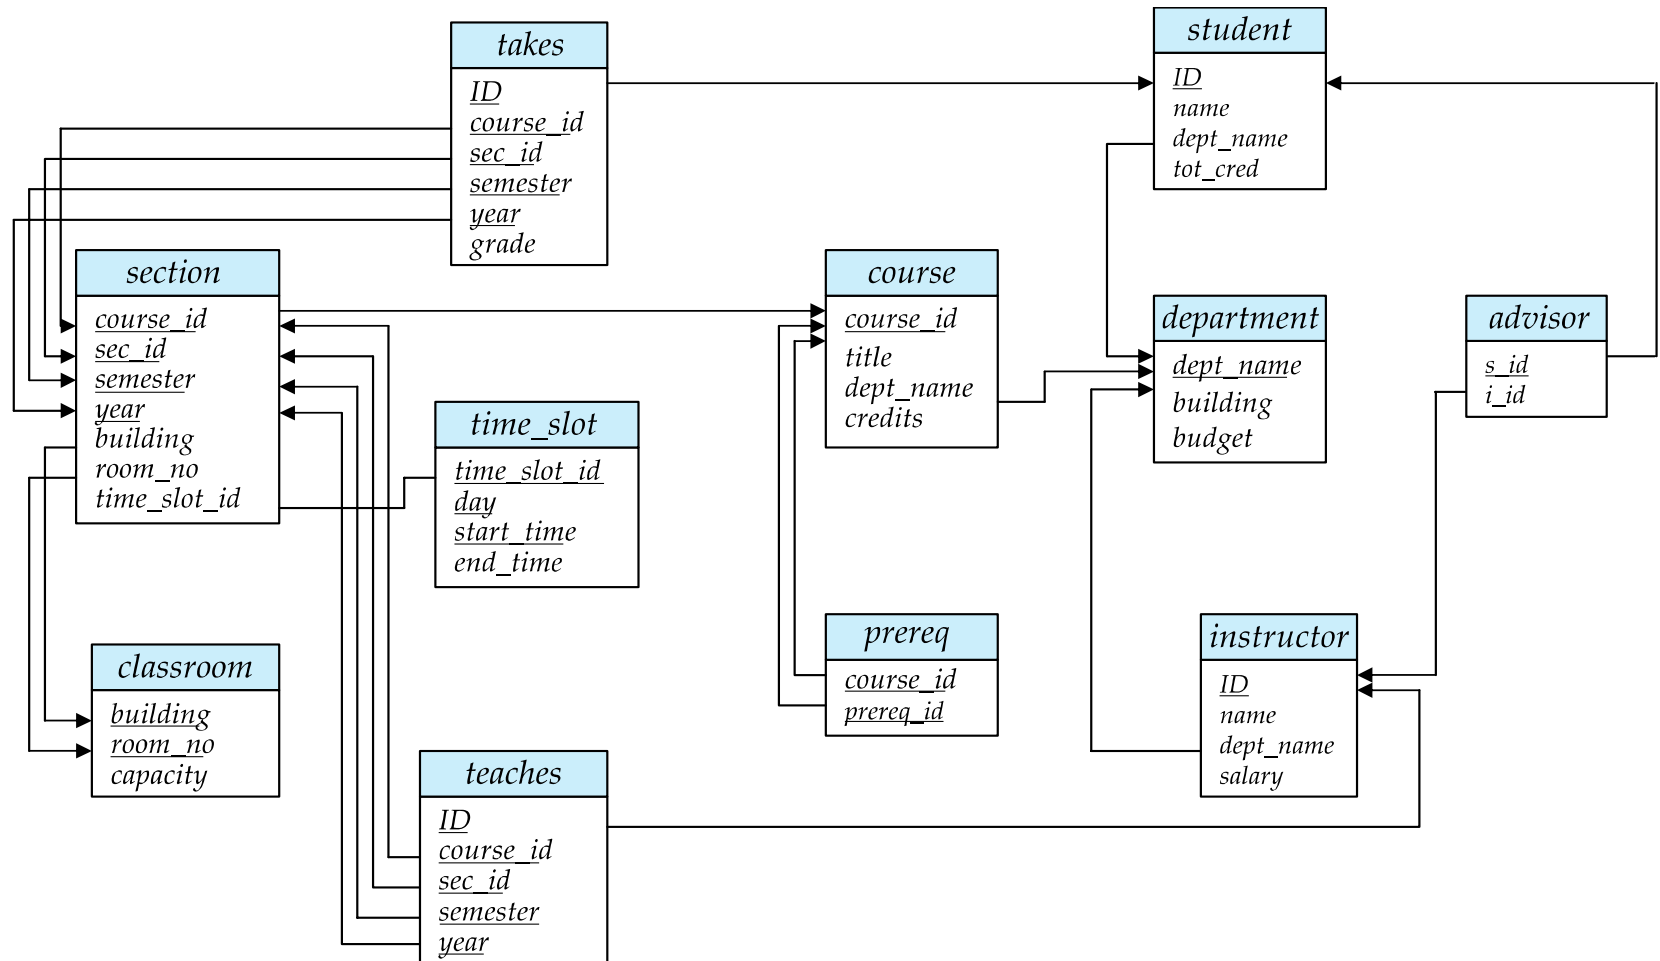 takes
ID
course_id
sec_id
semester
year
grade
student
ID
name
dept_name
tot_cred
section
course_id
sec_id
semester
year
building
room_no
time_slot_id
course
course_id
title
dept_name
credits
department
dept_name
building
budget
advisor
s_id
i_id
time_slot
time_slot_id
day
start_time
end_time
prereq
course_id
prereq_id
instructor
ID
name
dept_name
salary
classroom
building
room_no
capacity
teaches
ID
course_id
sec_id
semester
year